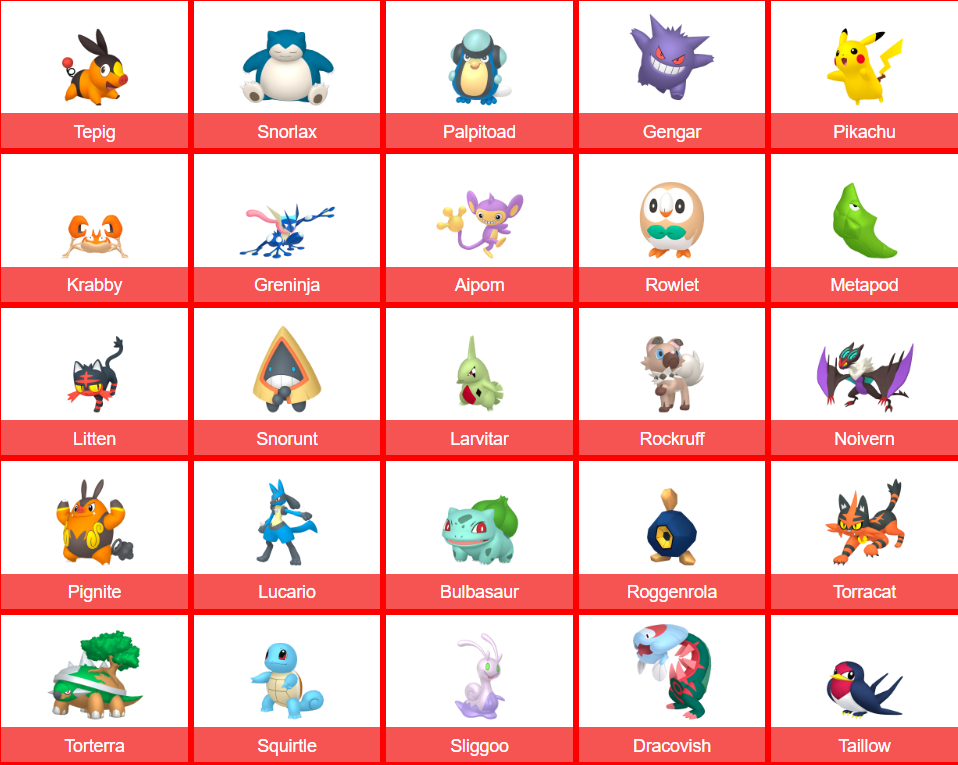 Tepig
Snorlax
Palpitoad
Gengar
Pikachu
Krabby
Greninja
Aipom
Rowlet
Metapod
Litten
Snorunt
Larvitar
Rockruff
Noivern
Pignite
Lucario
Bulbasaur
Roggenrola
Torracat
Torterra
Squirtle
Sliggoo
Dracovish
Taillow